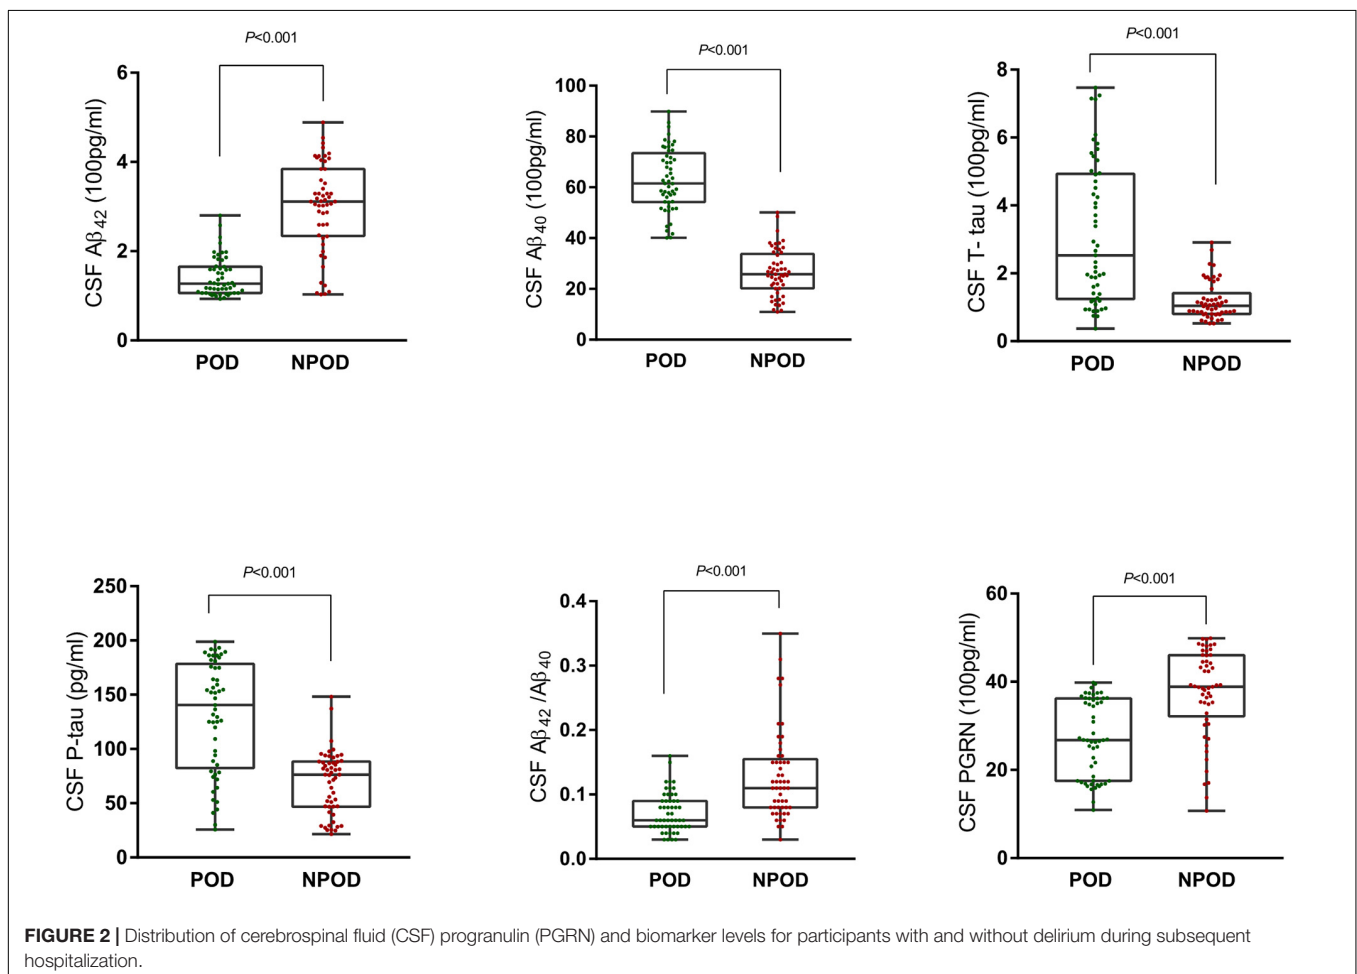 P<0.001
P<0.001
P<0.001
CSF Aβ42 (100pg/ml)
6
4
2
0
POD NPOD
CSF Aβ40 (100pg/ml)
100
80
60
40
20
0
POD NPOD
CSF T- tau (100pg/ml)
8
6
4
2
0
POD NPOD
P<0.001
P<0.001
P<0.001
CSF P-tau (pg/ml)
250
200
150
100
50
0
POD NPOD
CSF Aβ42 /Aβ40
0.4
0.3
0.2
0.1
0.0
POD NPOD
CSF PGRN (100pg/ml)
60
40
20
0
POD NPOD
FIGURE 2 | Distribution of cerebrospinal fluid (CSF) progranulin (PGRN) and biomarker levels for participants with and without delirium during subsequent
hospitalization.